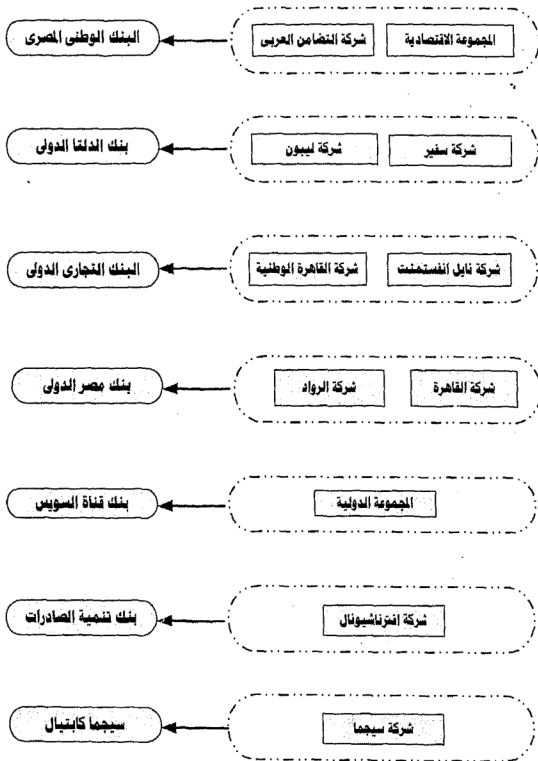 المجموعة الاقتصادية شركة التضامن العربى البنك الوطنى المصرى
شركة سفير شركة ليبون بنك الدلتا الدولى
شركة نايل انفستمنت شركة القاهرة الوطنية البنك التجارى الدولى
شركة القاهرة شركة الرواد بنك مصر الدولى
المجموعة الدولية بنك قناة السويس
شركة انترناشيونال بنك تنمية الصادرات
شركة سيجما سيجما كابتيال